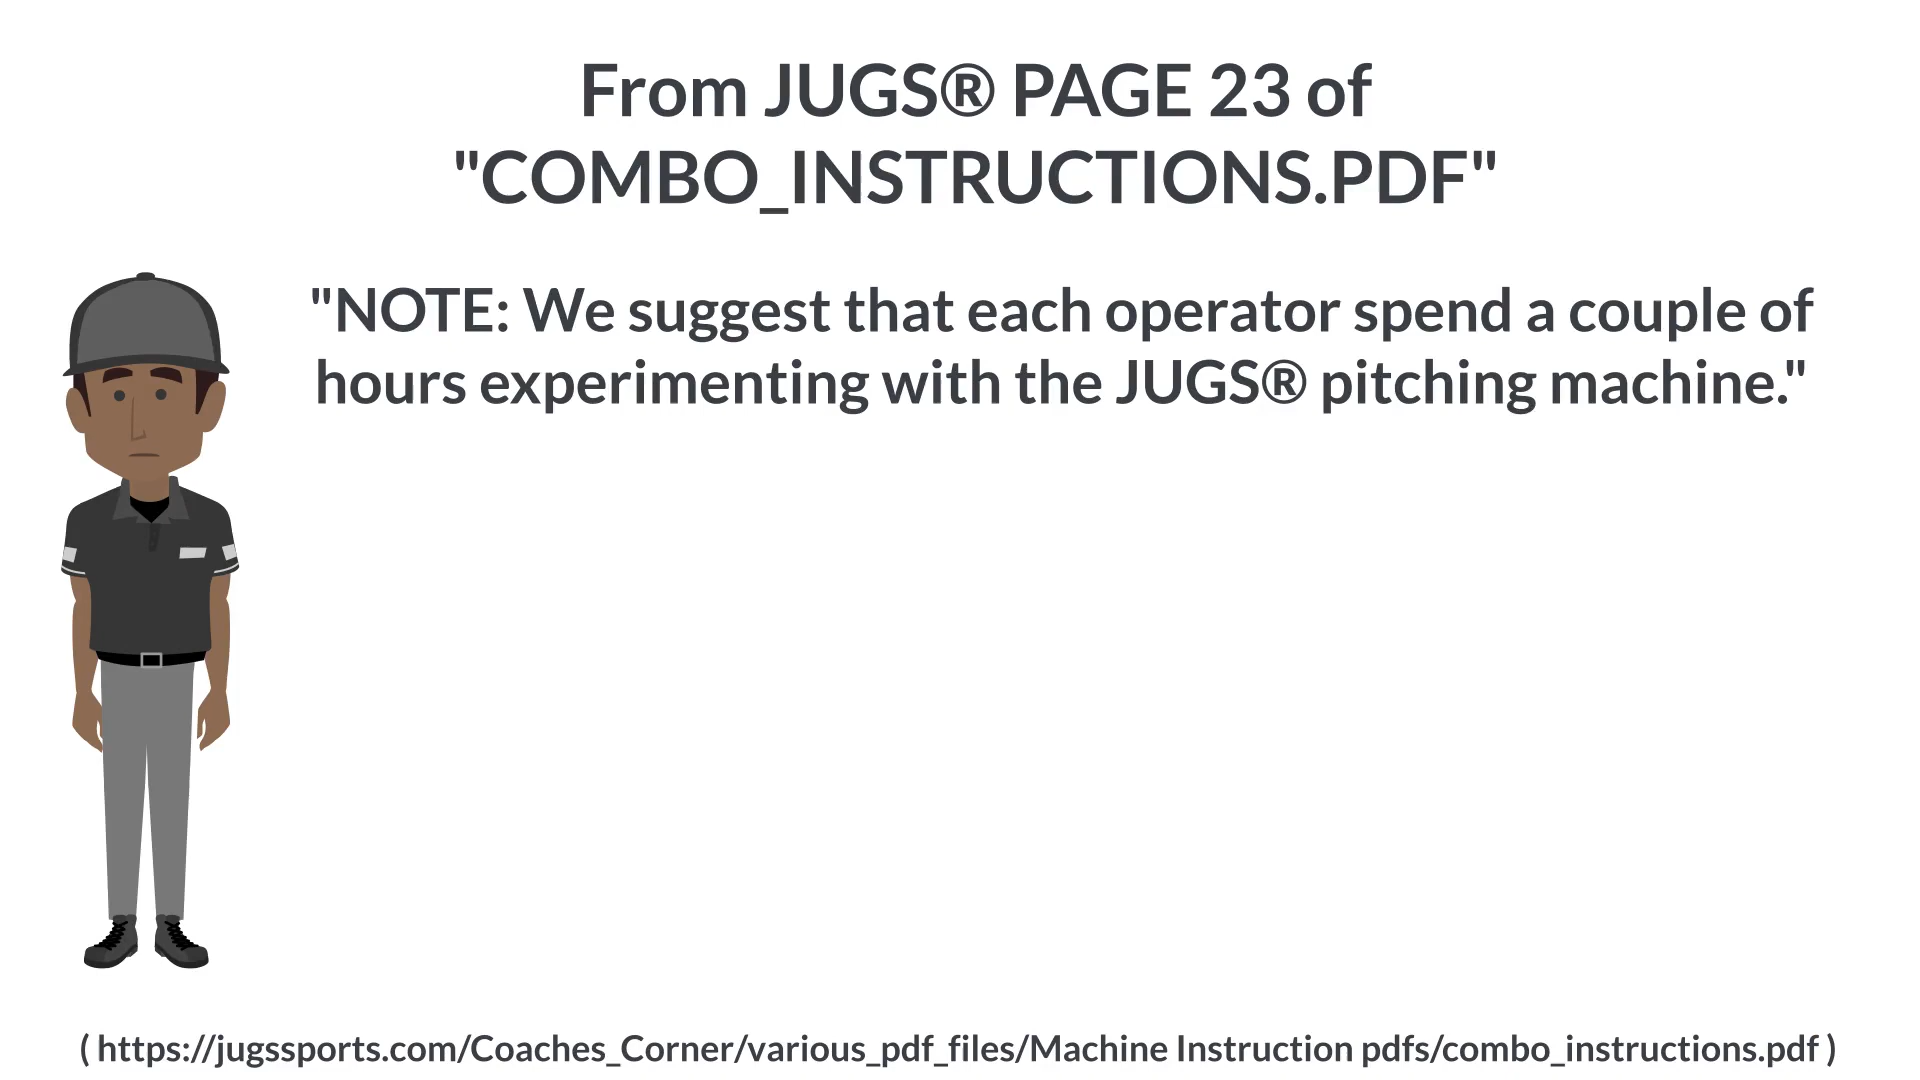 From JUGS® PAGE 23 of
"COMBO_INSTRUCTIONS.PDF"
"NOTE: We suggest that each operator spend a couple of
hours experimenting with the JUGS® pitching machine."
( https://jugssports.com/Coaches_Corner/various_pdf_files/Machine Instruction pdfs/combo_instructions.pdf )